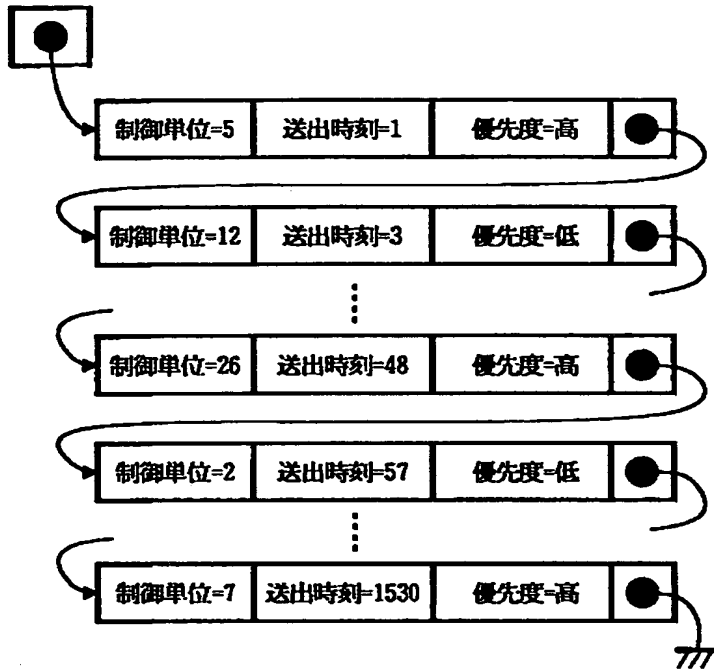 制御単位=5 送出時刻=1 優先度=高
制御単位=12 送出時刻=3 優先度=低
制御単位=26 送出時刻=48 優先度=高
制御単位=2 送出時刻=57 優先度=低
制御単位=7 送出時刻=1530 優先度=高